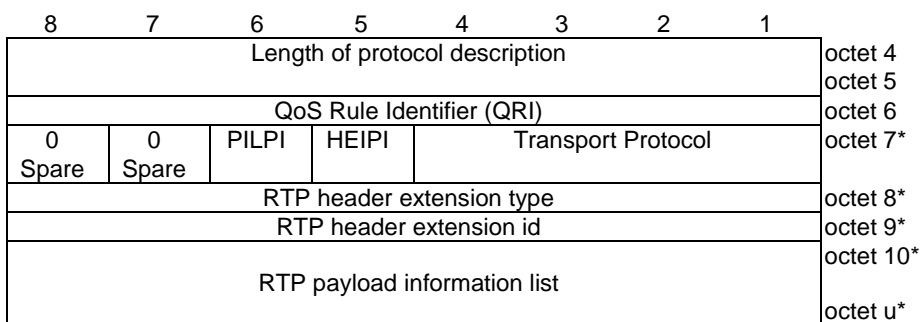 8 7 6 5 4 3 2 1
Length of protocol description octet 4
octet 5
QoS Rule Identifier (QRI) octet 6
0 0 PILPI HEIPI Transport Protocol octet 7*
Spare Spare
RTP header extension type octet 8*
RTP header extension id octet 9*
octet 10*
RTP payload information list
octet u*